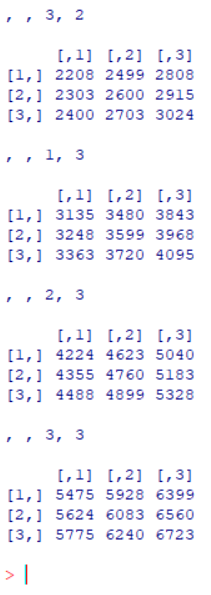 , , 3, 2
[,1] [,2] [,3]
[1,] 2208 2499 2808
[2,] 2303 2600 2915
[3,] 2400 2703 3024
, , 1, 3
[,1] [,2] [,3]
[1,] 3135 3480 3843
[2,] 3248 3599 3968
[3,] 3363 3720 4095
, , 2, 3
[,1] [,2] [,3]
[1,] 4224 4623 5040
[2,] 4355 4760 5183
[3,] 4488 4899 5328
, , 3, 3
[,1] [,2] [,3]
[1,] 5475 5928 6399
[2,] 5624 6083 6560
[3,] 5775 6240 6723
>